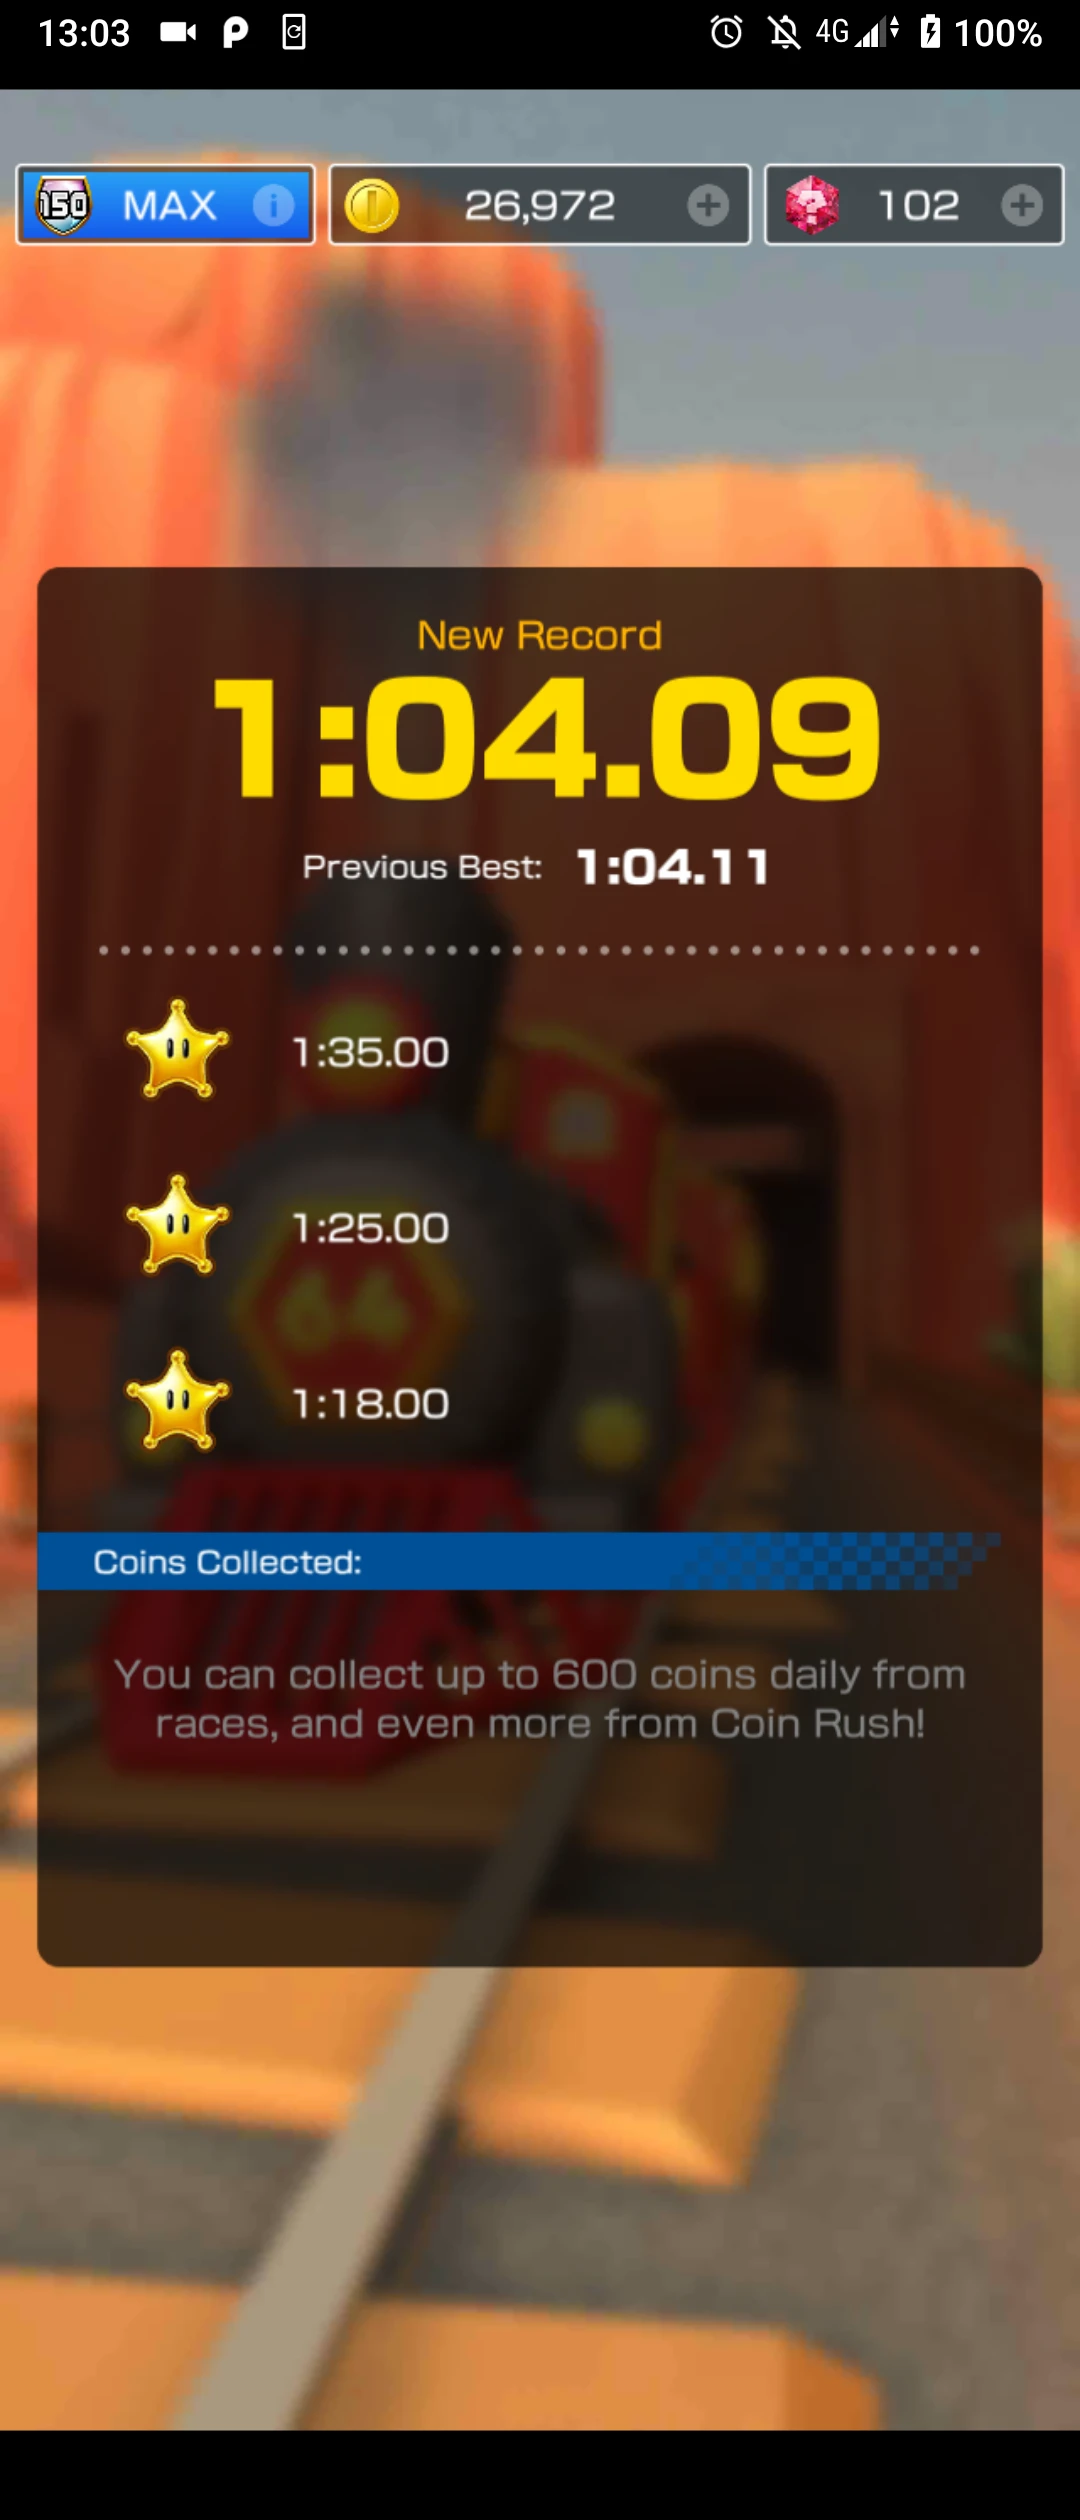 13:03 4G 100%
150 MAX 26,972 102
New Record
1:04.09
Previous Best: 1:04.11
1:35.00
1:25.00
64
1:18.00
Coins Collected:
You can collect up to 600 coins daily from
races, and even more from Coin Rush!